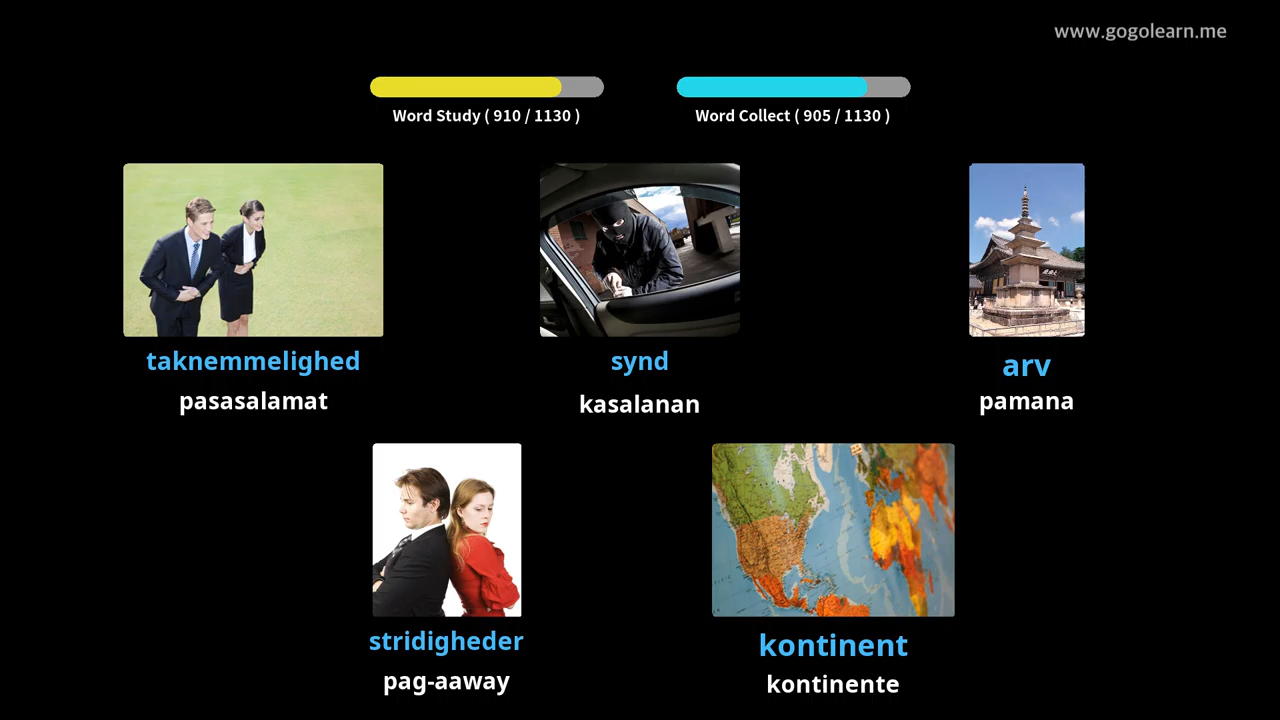 www.gogolearn.me
Word Study ( 910 / 1130 )
Word Collect ( 905 / 1130 )
taknemmelighed
pasasalamat
synd
kasalanan
arv
pamana
stridigheder
pag-aaway
kontinent
kontinente